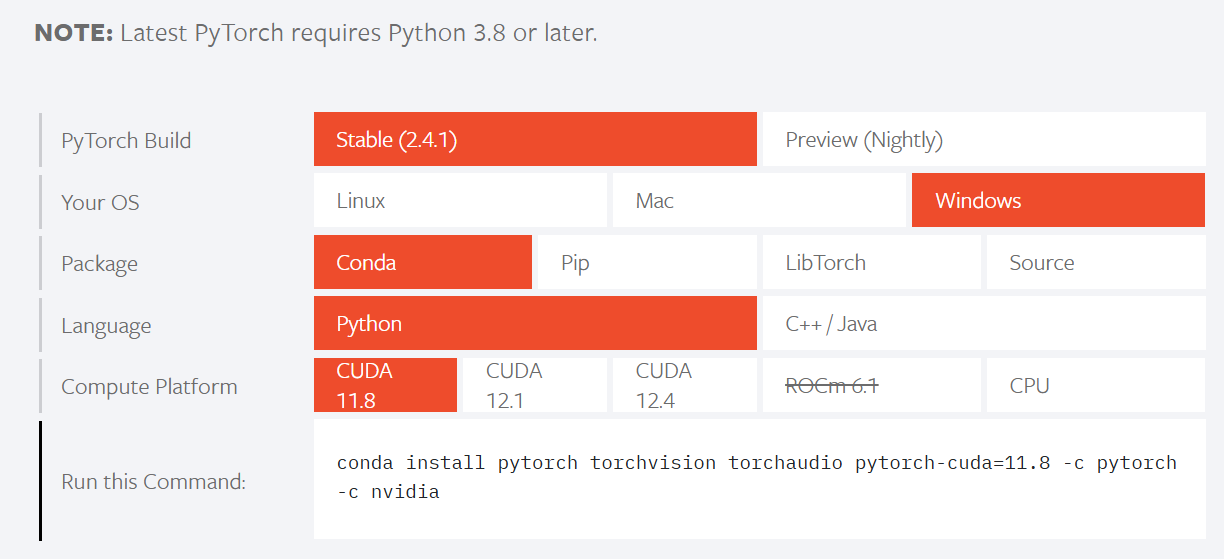 NOTE: Latest PyTorch requires Python 3.8 or later.
PyTorch Build
Stable (2.4.1)
Preview (Nightly)
Your OS
Linux
Mac
Windows
Package
Conda
Pip
LibTorch
Source
Language
Python
C++ / Java
Compute Platform
CUDA
11.8
CUDA
12.1
CUDA
12.4
ROCm 6.1
CPU
Run this Command:
conda install pytorch torchvision torchaudio pytorch-cuda=11.8 -c pytorch
-c nvidia